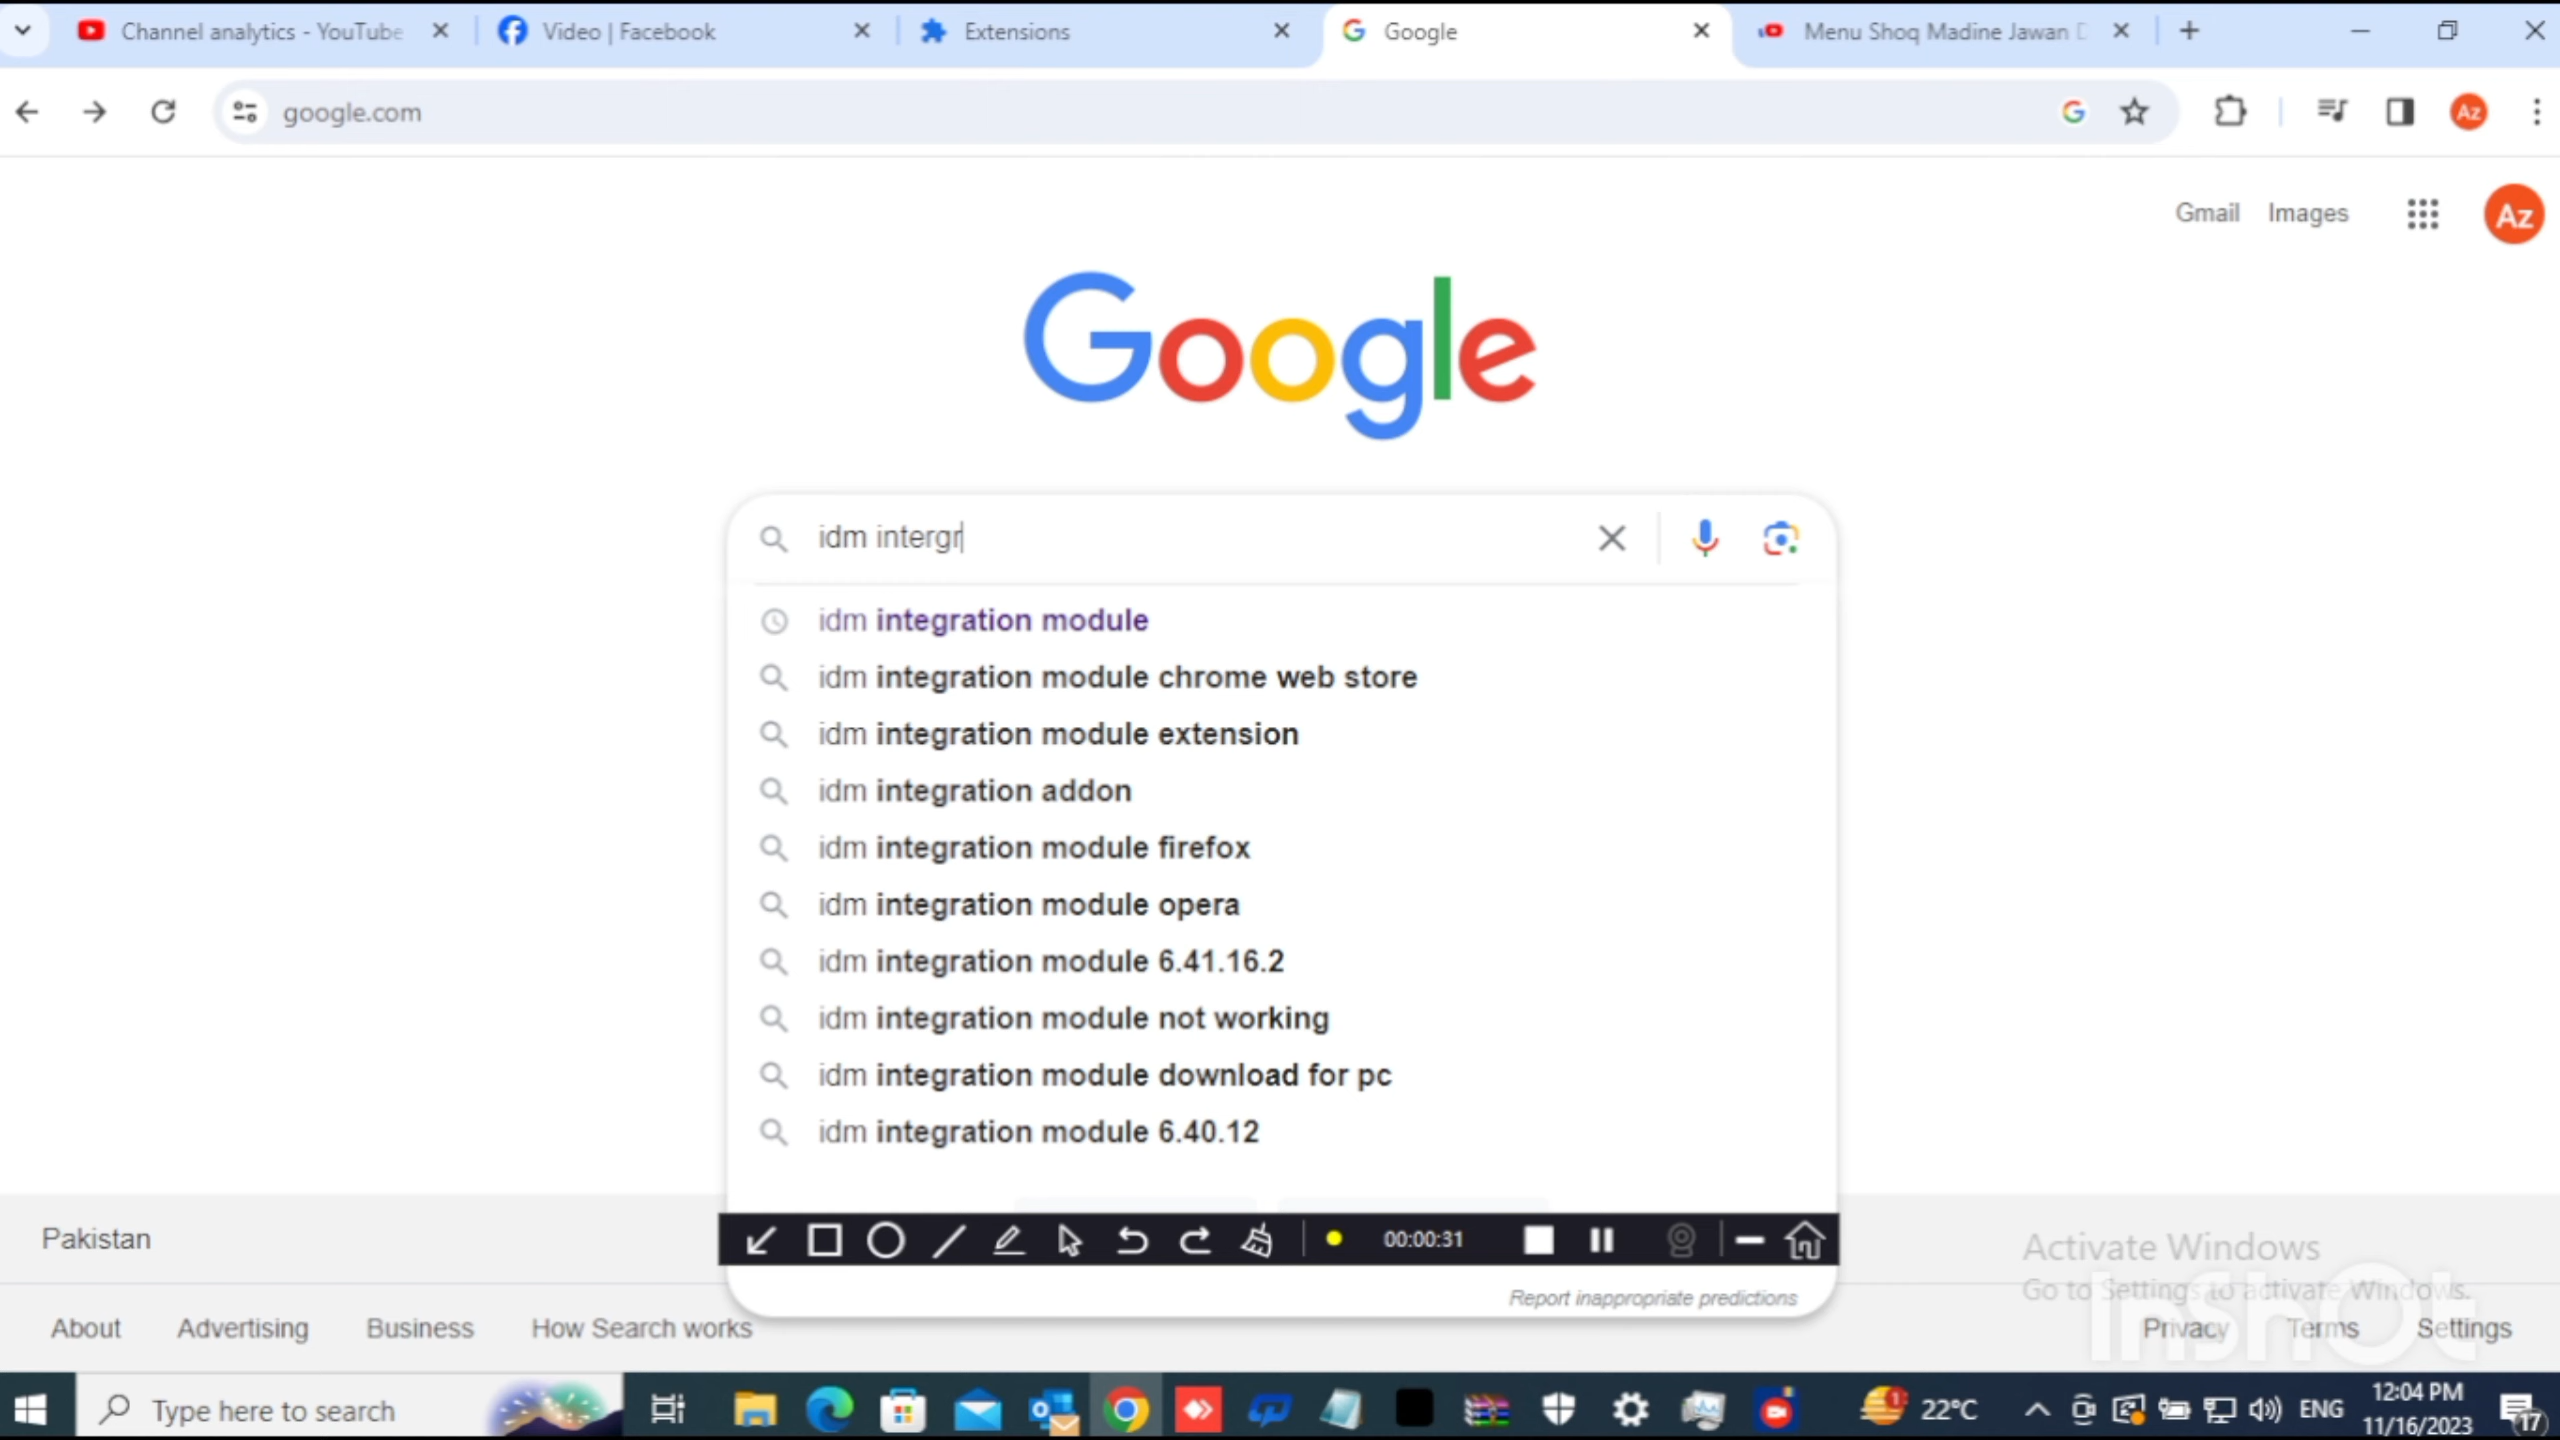 Channel analytics - YouTube
Video | Facebook
Extensions
Google
Menu Shoq Madine Jawan D
google.com
Az
Gmail
Images
Az
Google
idm intergr
idm integration module
idm integration module chrome web store
idm integration module extension
idm integration addon
idm integration module firefox
idm integration module opera
idm integration module 6.41.16.2
idm integration module not working
idm integration module download for pc
idm integration module 6.40.12
00:00:31
Pakistan
Activate Windows
Go to Settings to activate Windows.
Report inappropriate predictions
InShOt
About
Advertising
Business
How Search works
Privacy
Terms
Settings
Type here to search
1
22°C
ENG
12:04 PM
11/16/2023
17